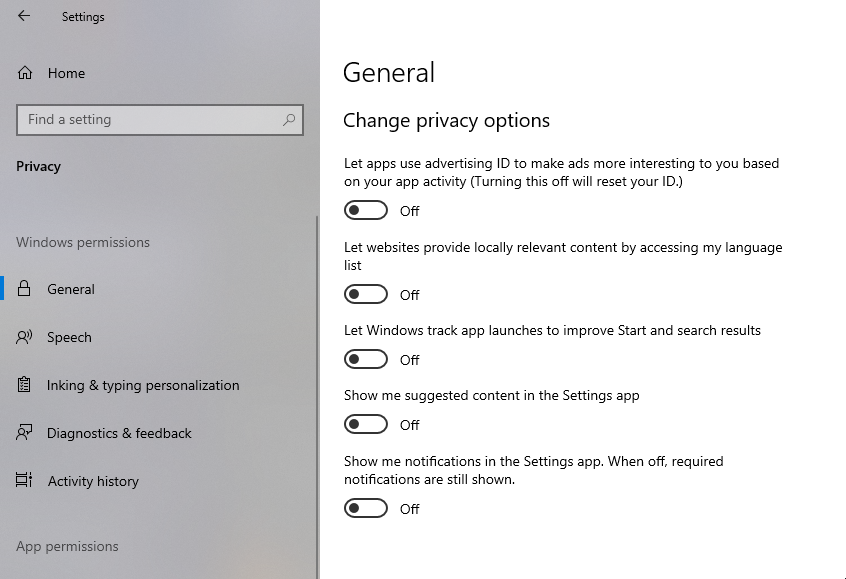 Settings
Home
Find a setting
Privacy
Windows permissions
General
Speech
Inking & typing personalization
Diagnostics & feedback
Activity history
App permissions
General
Change privacy options
Let apps use advertising ID to make ads more interesting to you based
on your app activity (Turning this off will reset your ID.)
Off
Let websites provide locally relevant content by accessing my language
list
Off
Let Windows track app launches to improve Start and search results
Off
Show me suggested content in the Settings app
Off
Show me notifications in the Settings app. When off, required
notifications are still shown.
Off